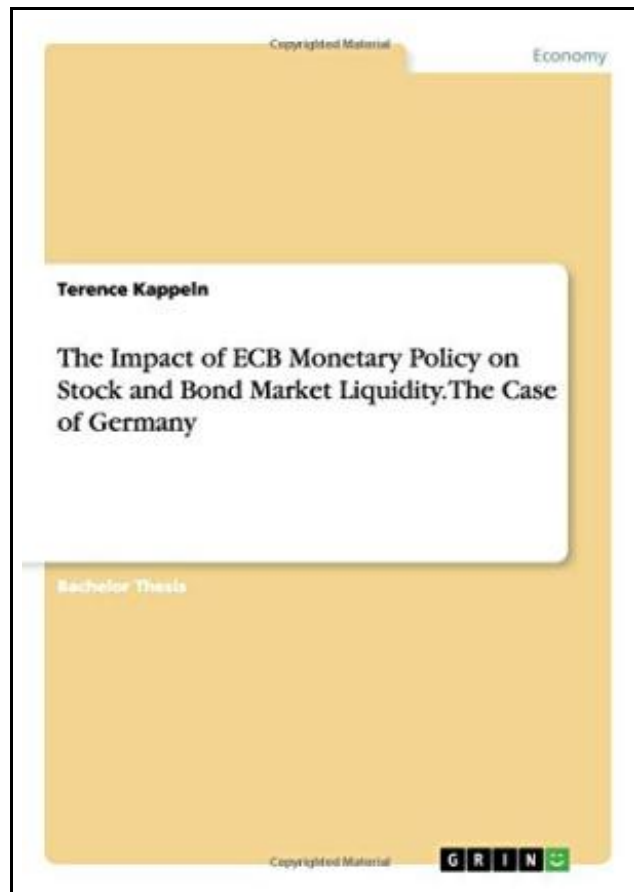 Copyrighted Material
Economy
Terence Kappeln
The Impact of ECB Monetary Policy on
Stock and Bond Market Liquidity. The Case
of Germany
Bachelor Thesis
Copyrighted Material
GRIN